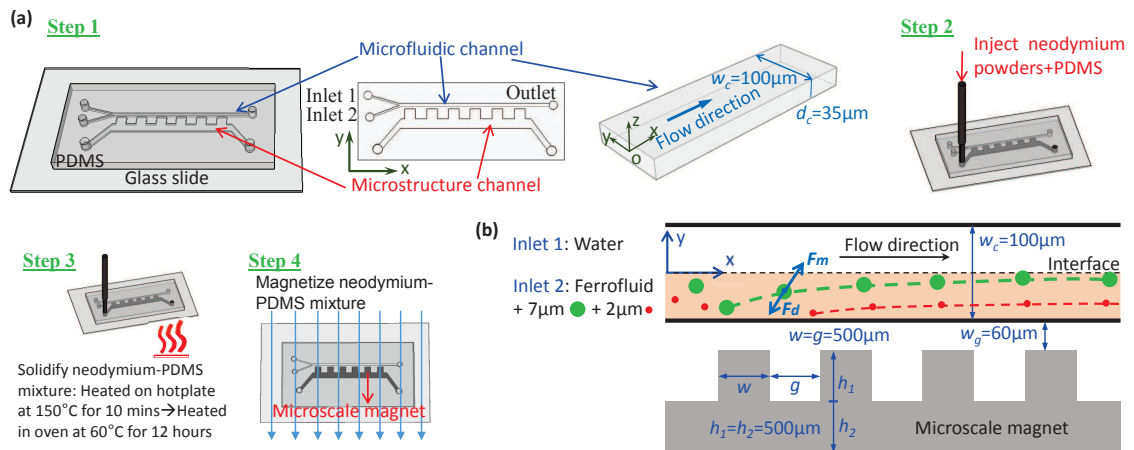 (a)
Step 1
Microfluidic channel
Inlet 1
Inlet 2
Outlet
y
x
PDMS
Glass slide
Microstructure channel
w_c=100µm
d_c=35µm
Flow direction
z
y
x
o
Step 2
Inject neodymium
powders+PDMS
Step 3
Solidify neodymium-PDMS
mixture: Heated on hotplate
at 150°C for 10 mins→Heated
in oven at 60°C for 12 hours
Step 4
Magnetize neodymium-
PDMS mixture
Microscale magnet
(b)
Inlet 1: Water
Inlet 2: Ferrofluid
+ 7µm + 2µm
y
x
Flow direction
w_c=100µm
Interface
F_m
F_d
w=g=500µm
w_g=60µm
w
g
h_1
h_1=h_2=500µm
h_2
Microscale magnet